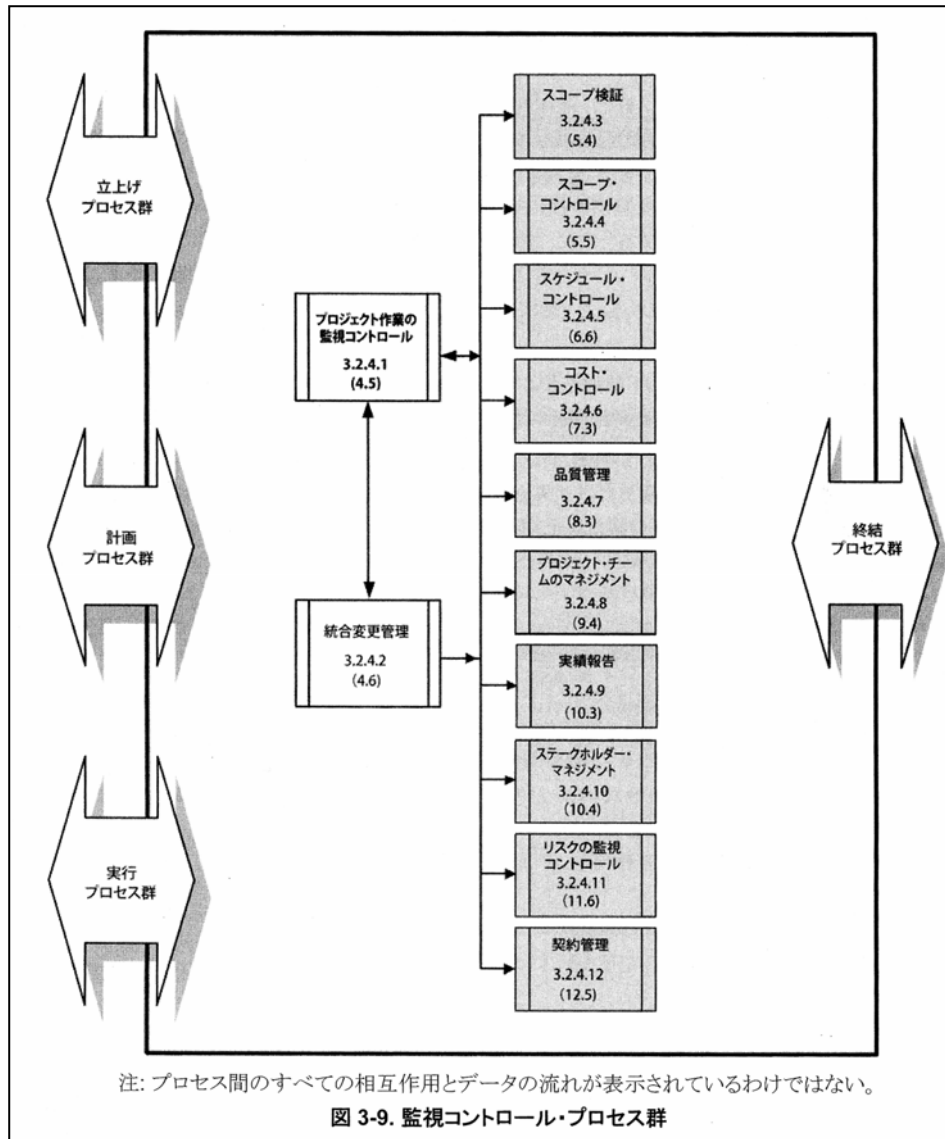 立上げ
プロセス群
計画
プロセス群
実行
プロセス群
プロジェクト作業の
監視コントロール
3.2.4.1
(4.5)
統合変更管理
3.2.4.2
(4.6)
スコープ検証
3.2.4.3
(5.4)
スコープ・
コントロール
3.2.4.4
(5.5)
スケジュール・
コントロール
3.2.4.5
(6.6)
コスト・
コントロール
3.2.4.6
(7.3)
品質管理
3.2.4.7
(8.3)
プロジェクト・チー
ムのマネジメント
3.2.4.8
(9.4)
実績報告
3.2.4.9
(10.3)
ステークホルダー・
マネジメント
3.2.4.10
(10.4)
リスクの監視
コントロール
3.2.4.11
(11.6)
契約管理
3.2.4.12
(12.5)
終結
プロセス群
注: プロセス間のすべての相互作用とデータの流れが表示されているわけではない。
図 3-9. 監視コントロール・プロセス群